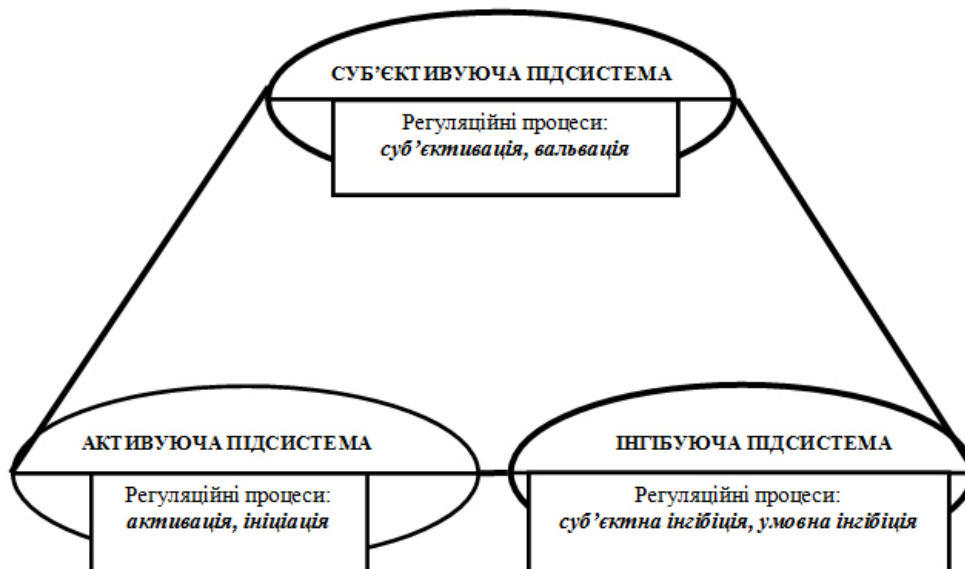 СУБ’ЄКТИВУЮЧА ПІДСИСТЕМА
Регуляційні процеси:
суб’єктивація, вальвація
АКТИВУЮЧА ПІДСИСТЕМА
Регуляційні процеси:
активація, ініціація
ІНГІБУЮЧА ПІДСИСТЕМА
Регуляційні процеси:
суб’єктна інгібіція, умовна інгібіція